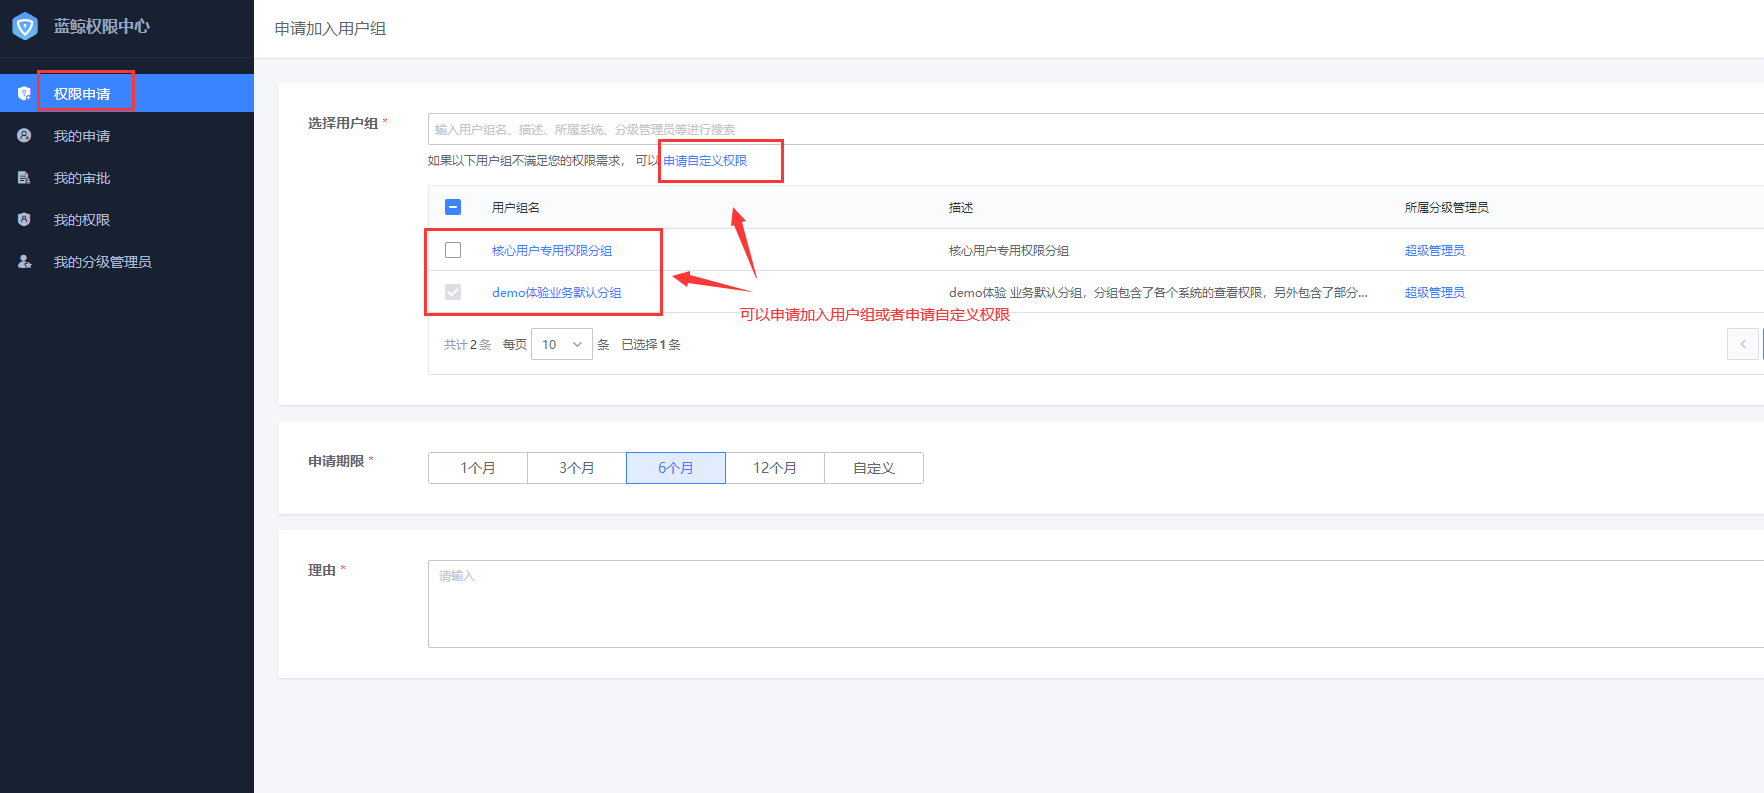 蓝鲸权限中心
申请加入用户组
权限申请
我的申请
我的审批
我的权限
我的分级管理员
选择用户组 *
输入用户组名、描述、所属系统、分级管理员等进行搜索
如果以下用户组不满足您的权限需求， 可以 申请自定义权限
用户组名 描述 所属分级管理员
核心用户专用权限分组 核心用户专用权限分组 超级管理员
demo体验业务默认分组 demo体验 业务默认分组，分组包含了各个系统的查看权限，另外包含了部分... 超级管理员
可以申请加入用户组或者申请自定义权限
共计2条 每页 10 条 已选择1条
申请期限 *
1个月 3个月 6个月 12个月 自定义
理由 *
请输入